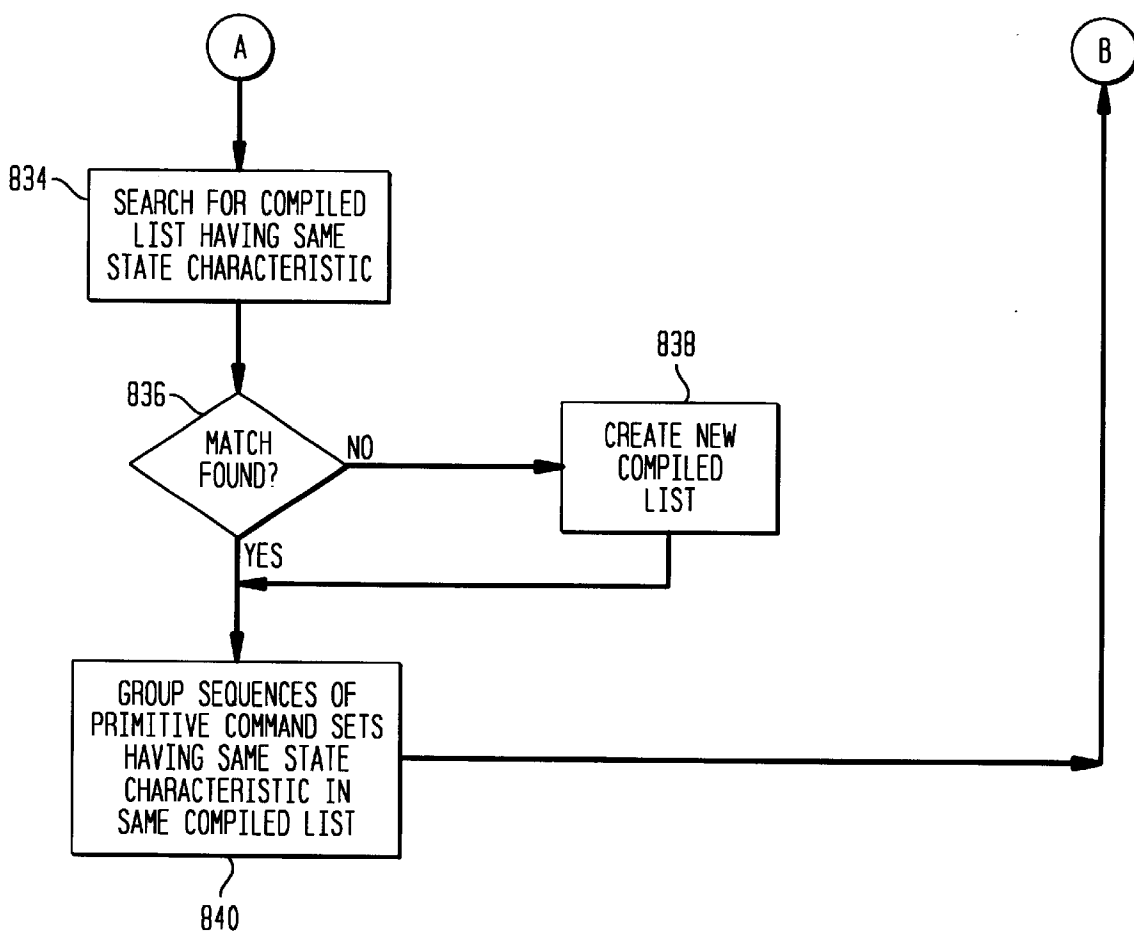 A
B
834
SEARCH FOR COMPILED
LIST HAVING SAME
STATE CHARACTERISTIC
836
MATCH
FOUND?
NO
838
CREATE NEW
COMPILED
LIST
YES
GROUP SEQUENCES OF
PRIMITIVE COMMAND SETS
HAVING SAME STATE
CHARACTERISTIC IN
SAME COMPILED LIST
840